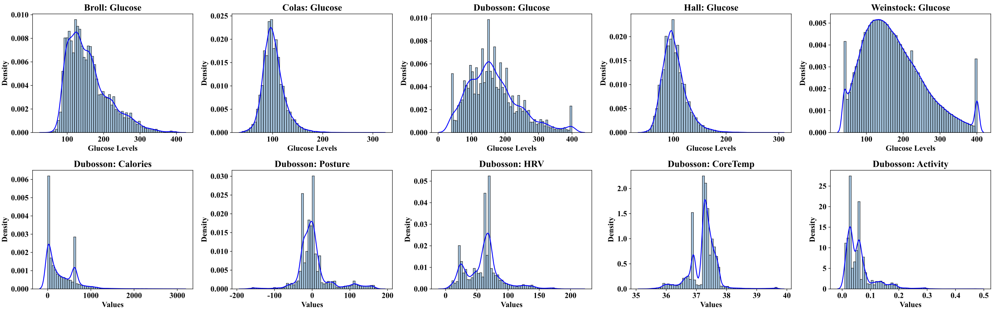 Broll: Glucose
0.010
0.008
0.006
0.004
0.002
0.000
Density
100 200 300 400
Glucose Levels
Colas: Glucose
0.025
0.020
0.015
0.010
0.005
0.000
Density
100 200 300
Glucose Levels
Dubosson: Glucose
0.010
0.008
0.006
0.004
0.002
0.000
Density
0 100 200 300 400
Glucose Levels
Hall: Glucose
0.020
0.015
0.010
0.005
0.000
Density
100 200 300
Glucose Levels
Weinstock: Glucose
0.005
0.004
0.003
0.002
0.001
0.000
Density
100 200 300 400
Glucose Levels
Dubosson: Calories
0.006
0.005
0.004
0.003
0.002
0.001
0.000
Density
0 1000 2000 3000
Values
Dubosson: Posture
0.030
0.025
0.020
0.015
0.010
0.005
0.000
Density
-200 -100 0 100 200
Values
Dubosson: HRV
0.05
0.04
0.03
0.02
0.01
0.00
Density
0 50 100 150 200
Values
Dubosson: CoreTemp
2.0
1.5
1.0
0.5
0.0
Density
35 36 37 38 39 40
Values
Dubosson: Activity
25
20
15
10
5
0
Density
0.0 0.1 0.2 0.3 0.4 0.5
Values